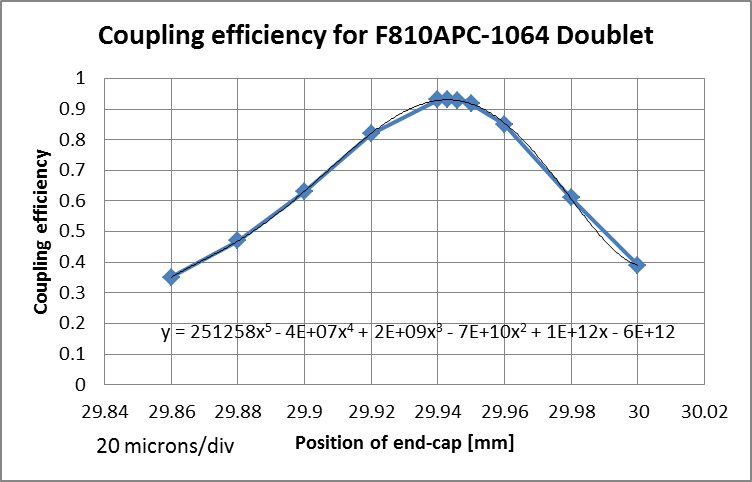 Coupling efficiency for F810APC-1064 Doublet
1
0.9
0.8
0.7
0.6
0.5
0.4
0.3
0.2
0.1
0
Coupling efficiency
y = 251258x⁵ - 4E+07x⁴ + 2E+09x³ - 7E+10x² + 1E+12x - 6E+12
29.84 29.86 29.88 29.9 29.92 29.94 29.96 29.98 30 30.02
20 microns/div
Position of end-cap [mm]